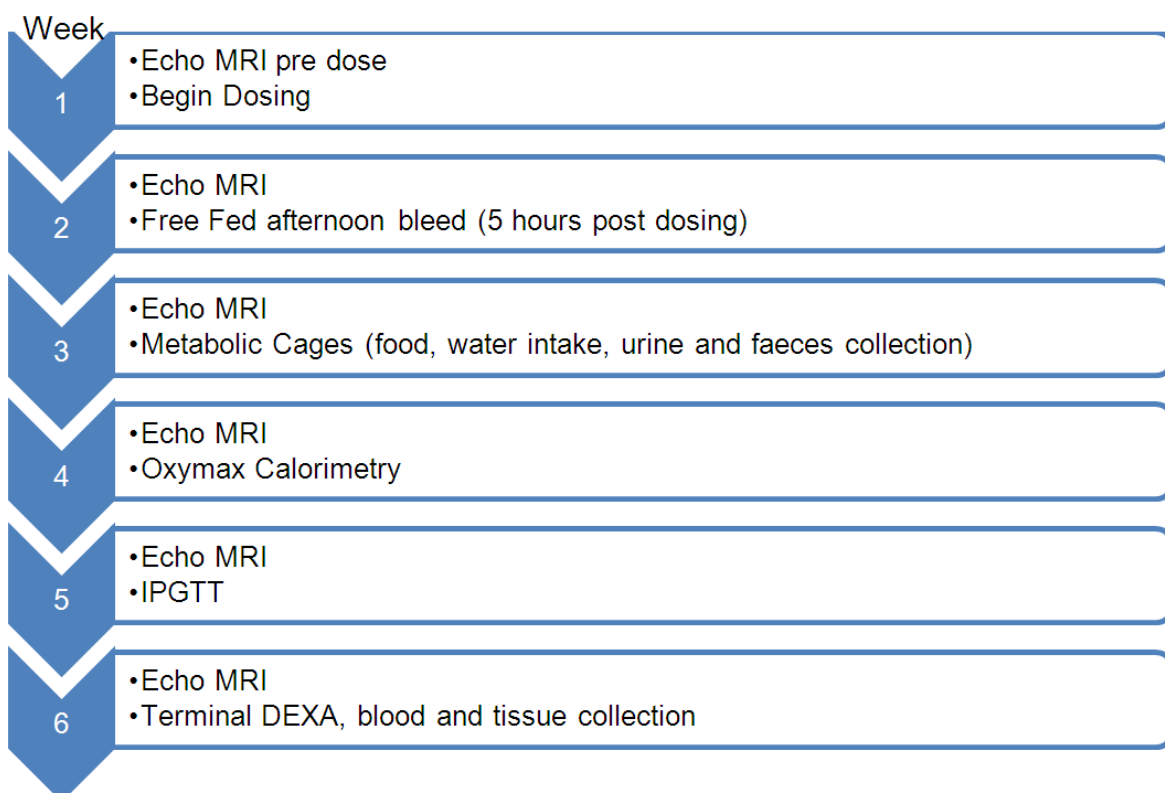 Week
1
•Echo MRI pre dose
•Begin Dosing
2
•Echo MRI
•Free Fed afternoon bleed (5 hours post dosing)
3
•Echo MRI
•Metabolic Cages (food, water intake, urine and faeces collection)
4
•Echo MRI
•Oxymax Calorimetry
5
•Echo MRI
•IPGTT
6
•Echo MRI
•Terminal DEXA, blood and tissue collection